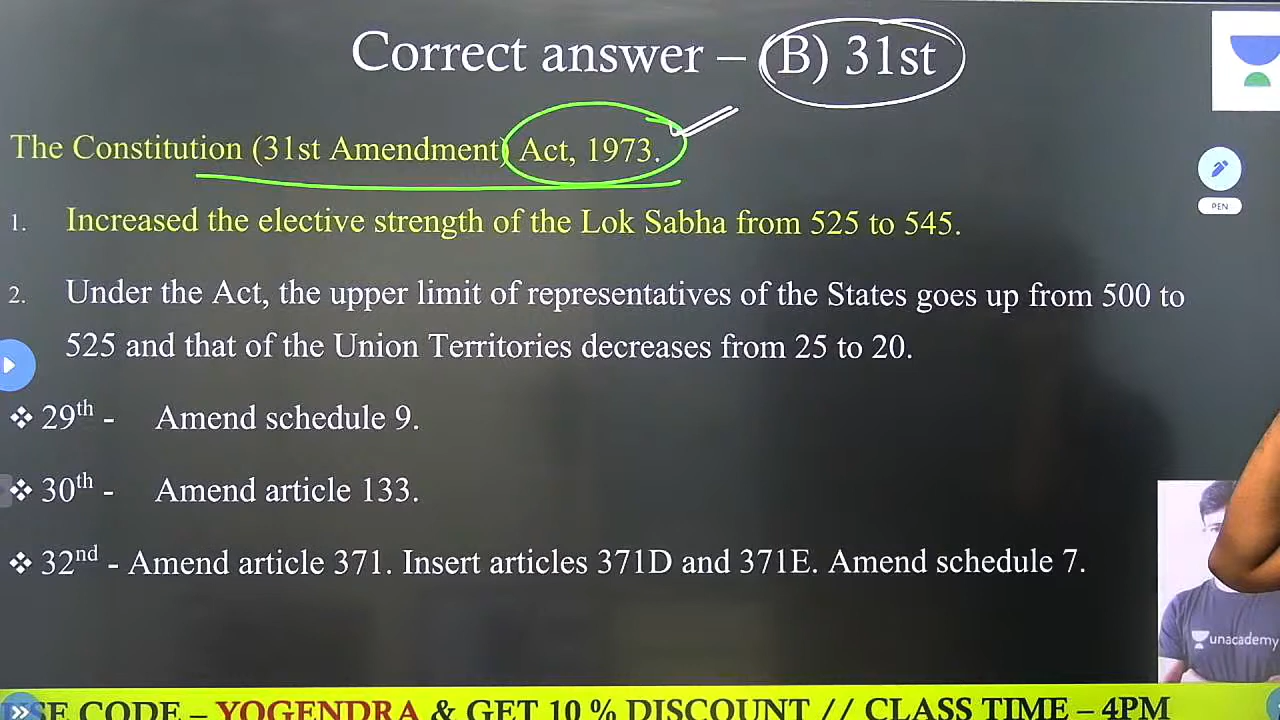 Correct answer – (B) 31st
The Constitution (31st Amendment) Act, 1973.
PEN
1. Increased the elective strength of the Lok Sabha from 525 to 545.
2. Under the Act, the upper limit of representatives of the States goes up from 500 to
525 and that of the Union Territories decreases from 25 to 20.
❖ 29th - Amend schedule 9.
❖ 30th - Amend article 133.
❖ 32nd - Amend article 371. Insert articles 371D and 371E. Amend schedule 7.
unacademy
CODE – YOGENDRA & GET 10 % DISCOUNT // CLASS TIME – 4PM